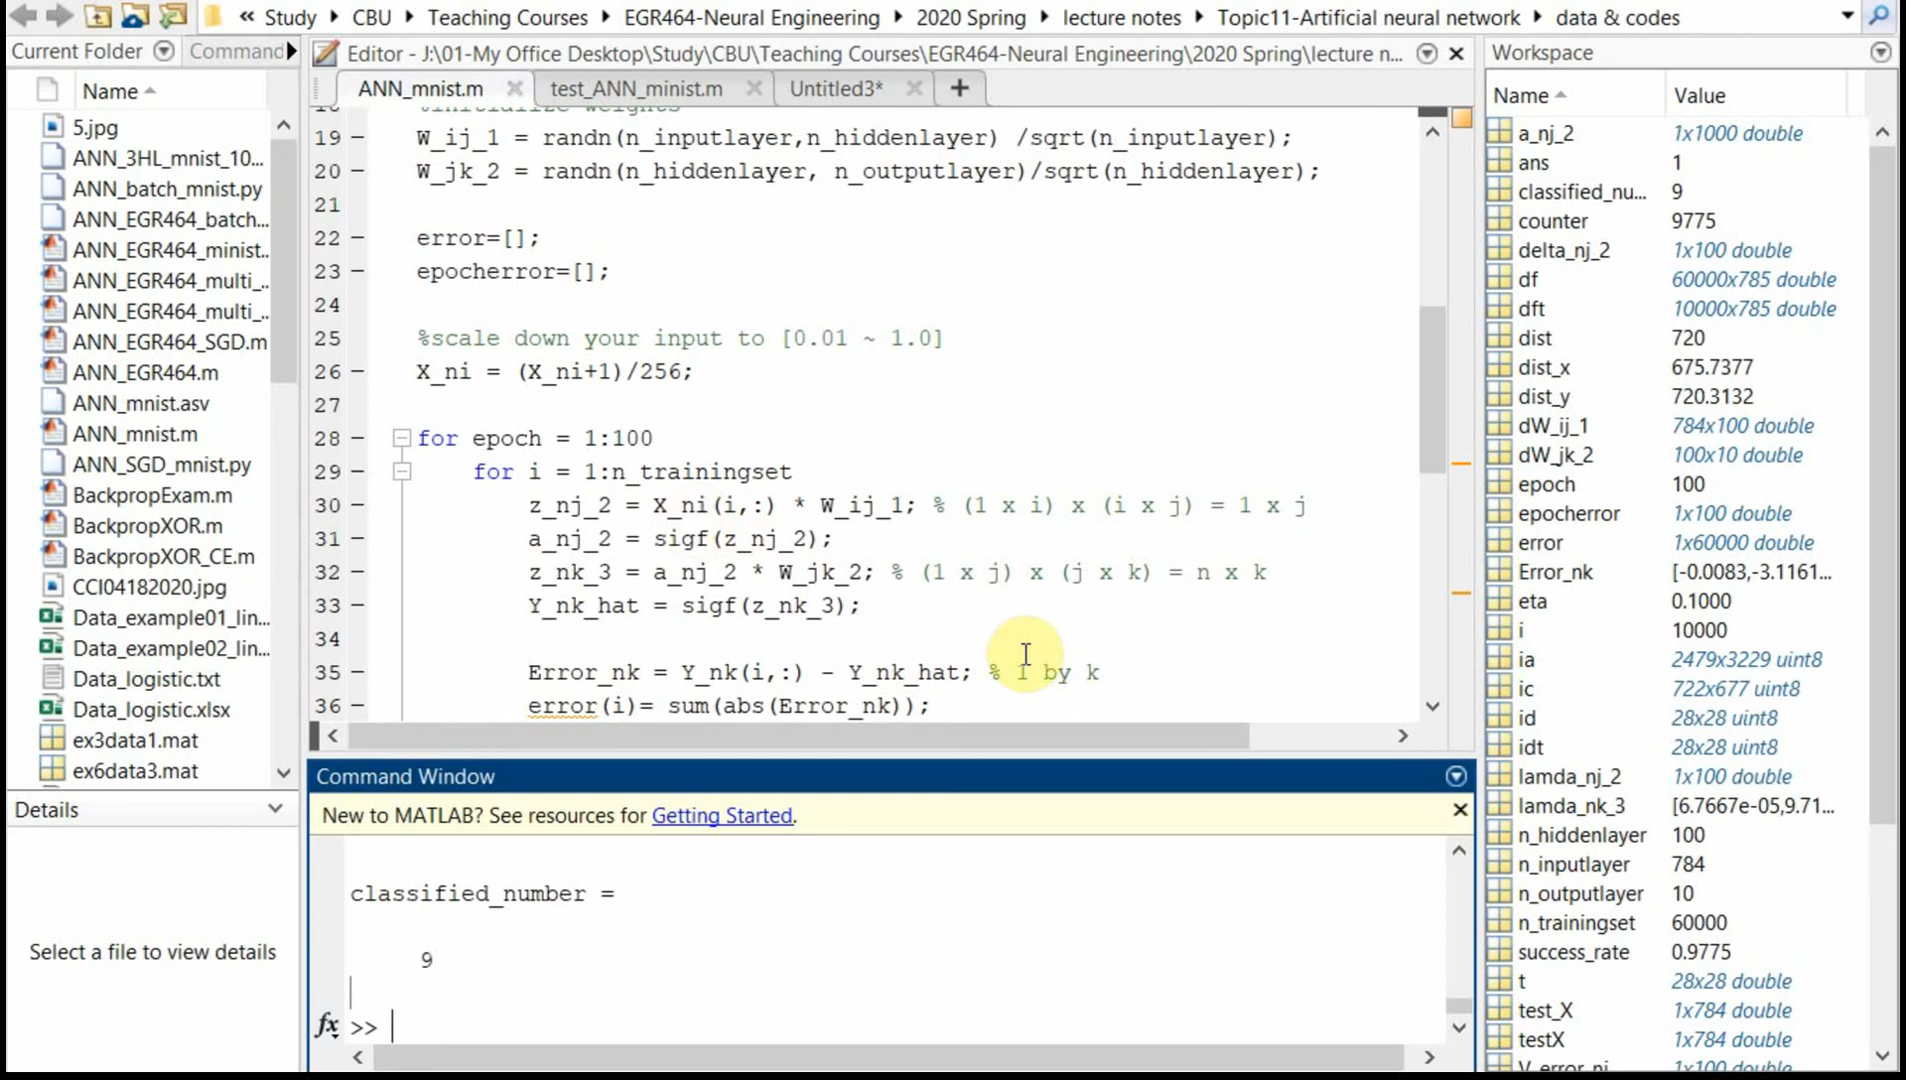 « Study ▸ CBU ▸ Teaching Courses ▸ EGR464-Neural Engineering ▸ 2020 Spring ▸ lecture notes ▸ Topic11-Artificial neural network ▸ data & codes
Current Folder
Command
Name
5.jpg
ANN_3HL_mnist_10...
ANN_batch_mnist.py
ANN_EGR464_batch...
ANN_EGR464_minist...
ANN_EGR464_multi_...
ANN_EGR464_multi_...
ANN_EGR464_SGD.m
ANN_EGR464.m
ANN_mnist.asv
ANN_mnist.m
ANN_SGD_mnist.py
BackpropExam.m
BackpropXOR.m
BackpropXOR_CE.m
CCI04182020.jpg
Data_example01_lin...
Data_example02_lin...
Data_logistic.txt
Data_logistic.xlsx
ex3data1.mat
ex6data3.mat
Details
Select a file to view details
Editor - J:\01-My Office Desktop\Study\CBU\Teaching Courses\EGR464-Neural Engineering\2020 Spring\lecture n...
ANN_mnist.m
test_ANN_minist.m
Untitled3*
18 %initialize weights
19 – W_ij_1 = randn(n_inputlayer,n_hiddenlayer) /sqrt(n_inputlayer);
20 – W_jk_2 = randn(n_hiddenlayer, n_outputlayer)/sqrt(n_hiddenlayer);
21
22 – error=[];
23 – epocherror=[];
24
25 %scale down your input to [0.01 ~ 1.0]
26 – X_ni = (X_ni+1)/256;
27
28 – for epoch = 1:100
29 – for i = 1:n_trainingset
30 – z_nj_2 = X_ni(i,:) * W_ij_1; % (1 x i) x (i x j) = 1 x j
31 – a_nj_2 = sigf(z_nj_2);
32 – z_nk_3 = a_nj_2 * W_jk_2; % (1 x j) x (j x k) = n x k
33 – Y_nk_hat = sigf(z_nk_3);
34
35 – Error_nk = Y_nk(i,:) - Y_nk_hat; % 1 by k
36 – error(i)= sum(abs(Error_nk));
Command Window
New to MATLAB? See resources for Getting Started.
classified_number =
9
fx >>
Workspace
Name Value
a_nj_2 1x1000 double
ans 1
classified_nu... 9
counter 9775
delta_nj_2 1x100 double
df 60000x785 double
dft 10000x785 double
dist 720
dist_x 675.7377
dist_y 720.3132
dW_ij_1 784x100 double
dW_jk_2 100x10 double
epoch 100
epocherror 1x100 double
error 1x60000 double
Error_nk [-0.0083,-3.1161...
eta 0.1000
i 10000
ia 2479x3229 uint8
ic 722x677 uint8
id 28x28 uint8
idt 28x28 uint8
lamda_nj_2 1x100 double
lamda_nk_3 [6.7667e-05,9.71...
n_hiddenlayer 100
n_inputlayer 784
n_outputlayer 10
n_trainingset 60000
success_rate 0.9775
t 28x28 double
test_X 1x784 double
testX 1x784 double